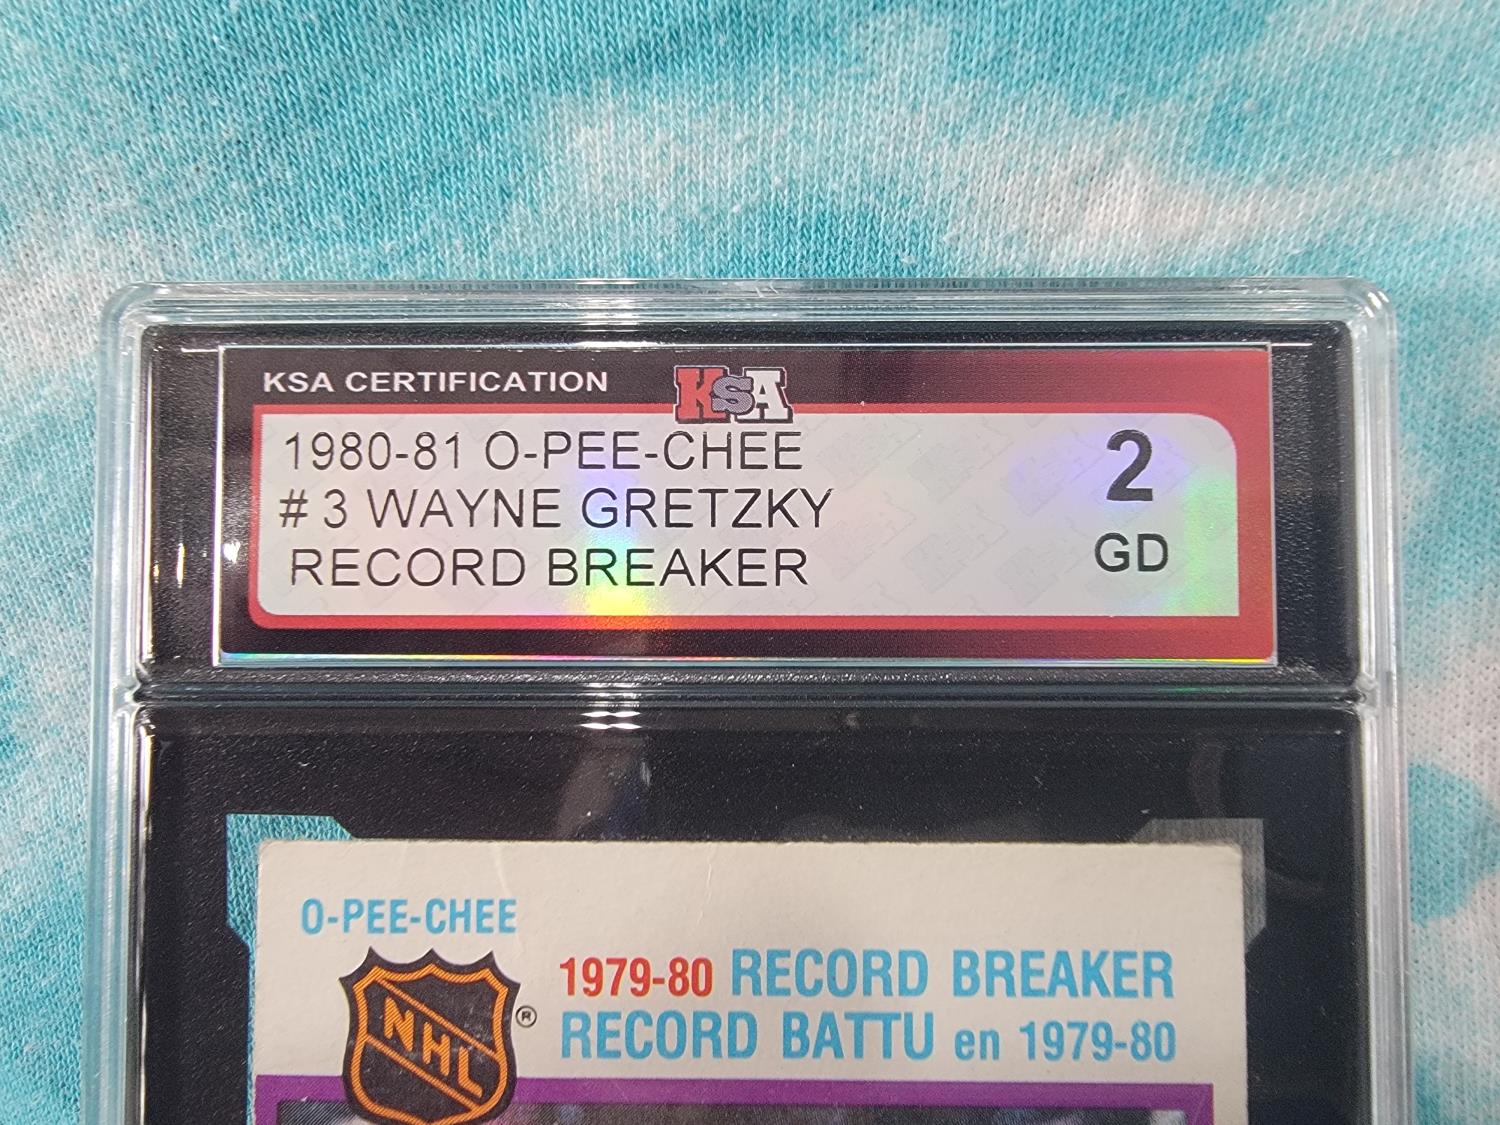 KSA CERTIFICATION
KSA
1980-81 O-PEE-CHEE
# 3 WAYNE GRETZKY
RECORD BREAKER
2
GD
O-PEE-CHEE
NHL
®
1979-80 RECORD BREAKER
RECORD BATTU en 1979-80